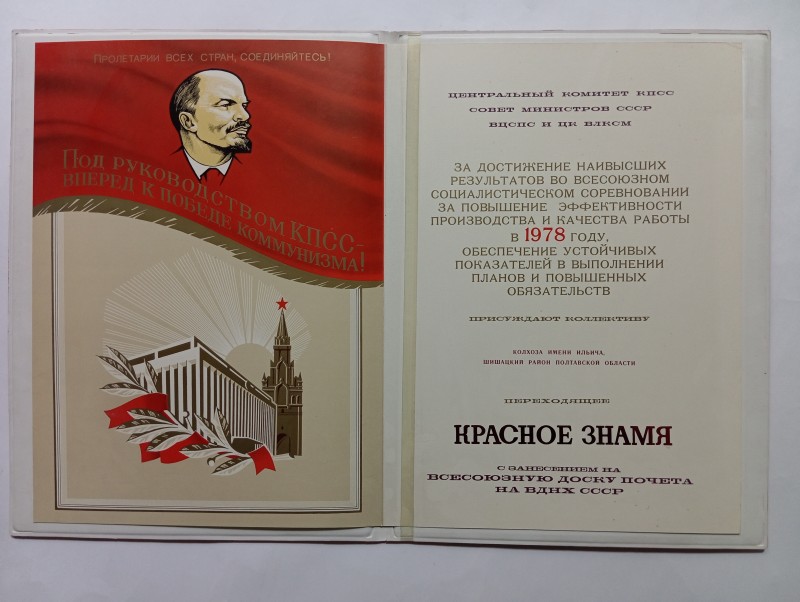 ПРОЛЕТАРИИ ВСЕХ СТРАН, СОЕДИНЯЙТЕСЬ!
ПОД РУКОВОДСТВОМ КПСС-
ВПЕРЕД К ПОБЕДЕ КОММУНИЗМА!
ЦЕНТРАЛЬНЫЙ КОМИТЕТ КПСС
СОВЕТ МИНИСТРОВ СССР
ВЦСПС И ЦК ВЛКСМ
ЗА ДОСТИЖЕНИЕ НАИВЫСШИХ
РЕЗУЛЬТАТОВ ВО ВСЕСОЮЗНОМ
СОЦИАЛИСТИЧЕСКОМ СОРЕВНОВАНИИ
ЗА ПОВЫШЕНИЕ ЭФФЕКТИВНОСТИ
ПРОИЗВОДСТВА И КАЧЕСТВА РАБОТЫ
В 1978 ГОДУ,
ОБЕСПЕЧЕНИЕ УСТОЙЧИВЫХ
ПОКАЗАТЕЛЕЙ В ВЫПОЛНЕНИИ
ПЛАНОВ И ПОВЫШЕННЫХ
ОБЯЗАТЕЛЬСТВ
ПРИСУЖДАЮТ КОЛЛЕКТИВУ
КОЛХОЗА ИМЕНИ ИЛЬИЧА,
ШИШАЦКИЙ РАЙОН ПОЛТАВСКОЙ ОБЛАСТИ
ПЕРЕХОДЯЩЕЕ
КРАСНОЕ ЗНАМЯ
С ЗАНЕСЕНИЕМ НА
ВСЕСОЮЗНУЮ ДОСКУ ПОЧЕТА
НА ВДНХ СССР